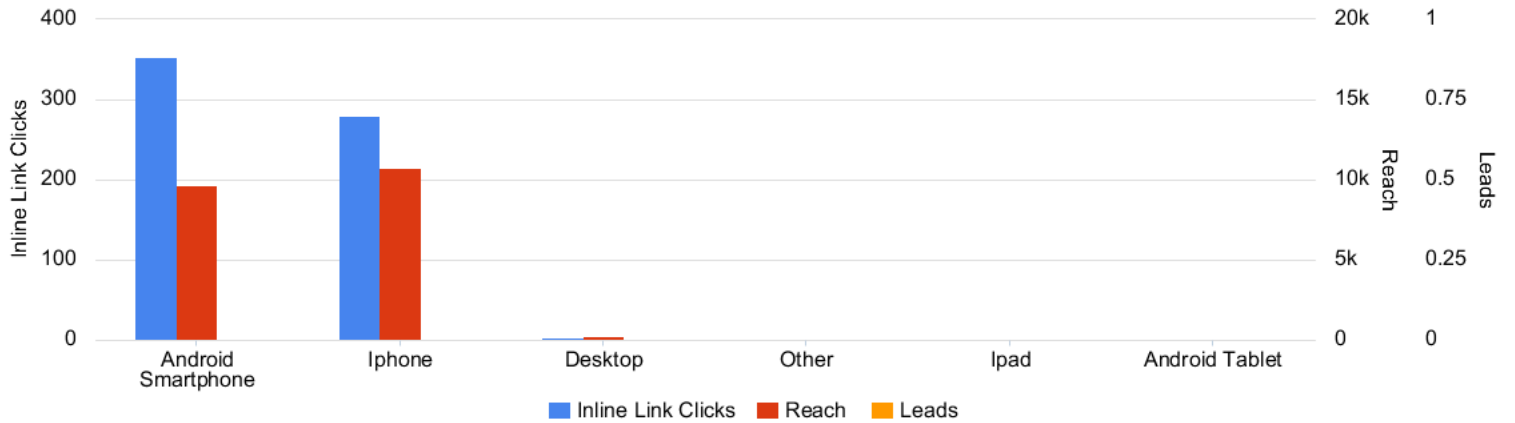 400
300
200
100
0
Inline Link Clicks
20k
15k
10k
5k
0
Reach
1
0.75
0.5
0.25
0
Leads
Android
Smartphone
Iphone
Desktop
Other
Ipad
Android Tablet
Inline Link Clicks
Reach
Leads